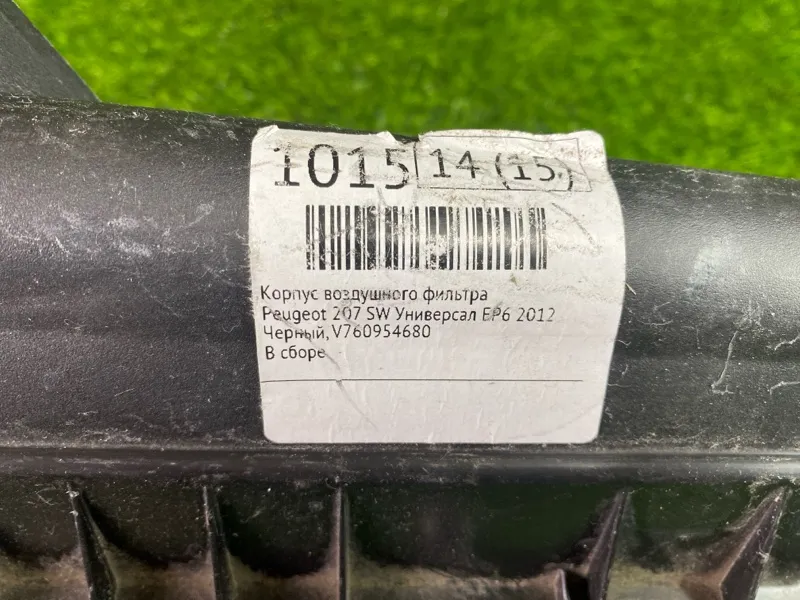 1015 14 (15)
Корпус воздушного фильтра
Peugeot 207 SW Универсал EP6 2012
Черный, V760954680
В сборе